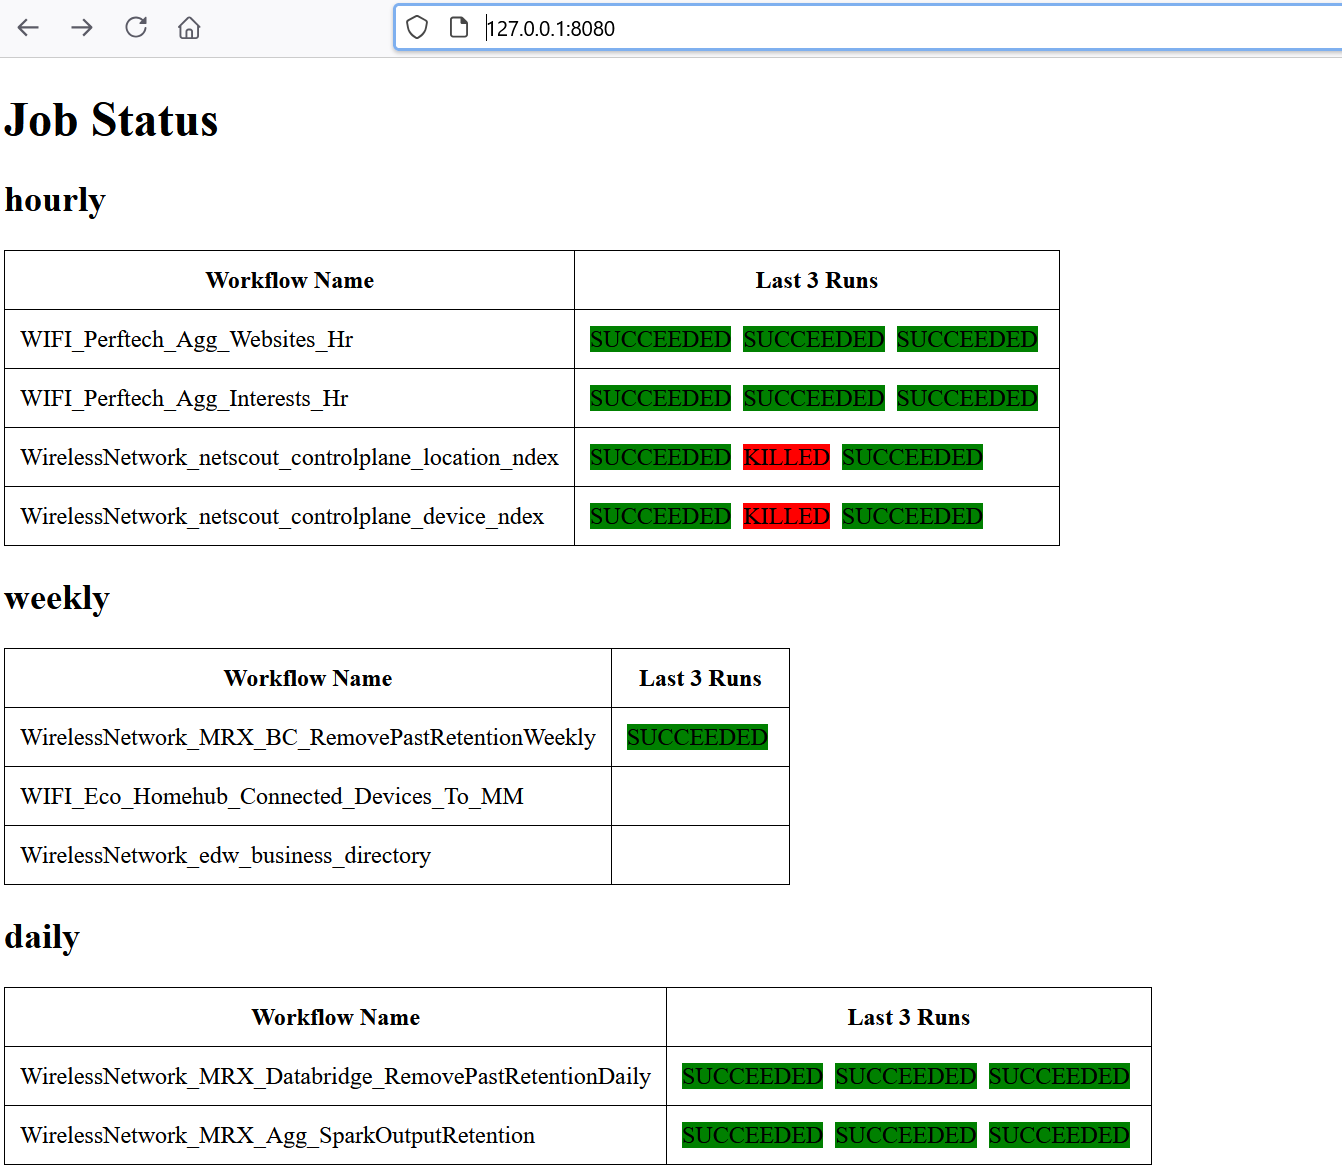 127.0.0.1:8080
Job Status
hourly
Workflow Name Last 3 Runs
WIFI_Perftech_Agg_Websites_Hr SUCCEEDED SUCCEEDED SUCCEEDED
WIFI_Perftech_Agg_Interests_Hr SUCCEEDED SUCCEEDED SUCCEEDED
WirelessNetwork_netscout_controlplane_location_ndex SUCCEEDED KILLED SUCCEEDED
WirelessNetwork_netscout_controlplane_device_ndex SUCCEEDED KILLED SUCCEEDED
weekly
Workflow Name Last 3 Runs
WirelessNetwork_MRX_BC_RemovePastRetentionWeekly SUCCEEDED
WIFI_Eco_Homehub_Connected_Devices_To_MM
WirelessNetwork_edw_business_directory
daily
Workflow Name Last 3 Runs
WirelessNetwork_MRX_Databridge_RemovePastRetentionDaily SUCCEEDED SUCCEEDED SUCCEEDED
WirelessNetwork_MRX_Agg_SparkOutputRetention SUCCEEDED SUCCEEDED SUCCEEDED